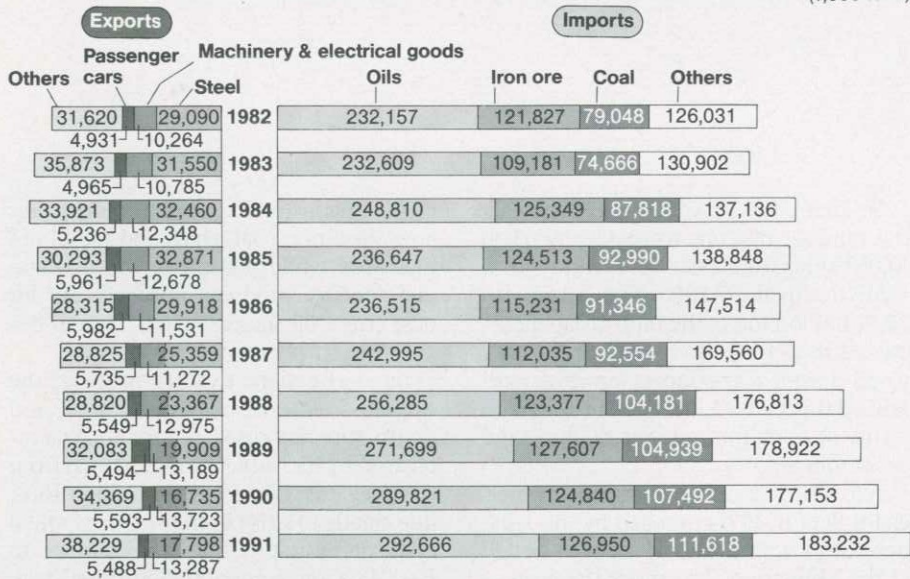 Exports Imports
Passenger cars Machinery & electrical goods
Others Steel Oils Iron ore Coal Others
31,620 29,090 1982 232,157 121,827 79,048 126,031
4,931 10,264
35,873 31,550 1983 232,609 109,181 74,666 130,902
4,965 10,785
33,921 32,460 1984 248,810 125,349 87,818 137,136
5,236 12,348
30,293 32,871 1985 236,647 124,513 92,990 138,848
5,961 12,678
28,315 29,918 1986 236,515 115,231 91,346 147,514
5,982 11,531
28,825 25,359 1987 242,995 112,035 92,554 169,560
5,735 11,272
28,820 23,367 1988 256,285 123,377 104,181 176,813
5,549 12,975
32,083 19,909 1989 271,699 127,607 104,939 178,922
5,494 13,189
34,369 16,735 1990 289,821 124,840 107,492 177,153
5,593 13,723
38,229 17,798 1991 292,666 126,950 111,618 183,232
5,488 13,287